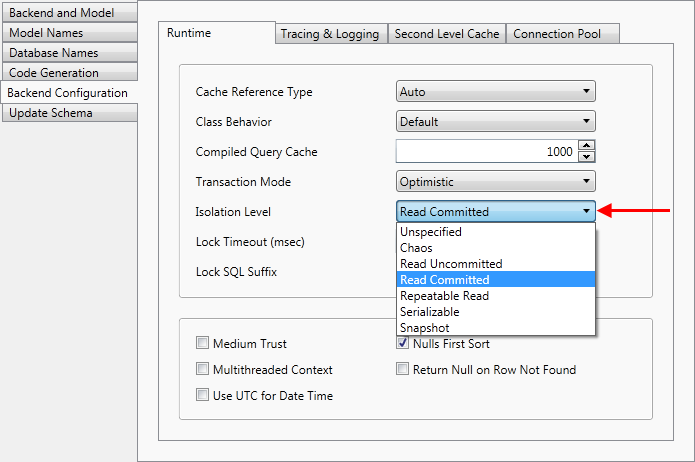 Backend and Model
Model Names
Database Names
Code Generation
Backend Configuration
Update Schema
Runtime
Tracing & Logging
Second Level Cache
Connection Pool
Cache Reference Type
Auto
Class Behavior
Default
Compiled Query Cache
1000
Transaction Mode
Optimistic
Isolation Level
Read Committed
Lock Timeout (msec)
Lock SQL Suffix
Unspecified
Chaos
Read Uncommitted
Read Committed
Repeatable Read
Serializable
Snapshot
Medium Trust
Nulls First Sort
Multithreaded Context
Return Null on Row Not Found
Use UTC for Date Time